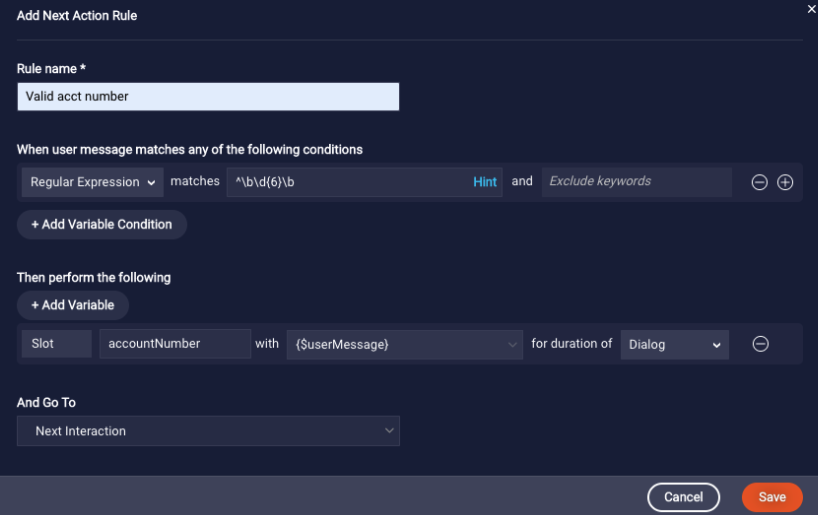 Add Next Action Rule
Rule name *
Valid acct number
When user message matches any of the following conditions
Regular Expression matches ^\b\d{6}\b Hint and Exclude keywords
+ Add Variable Condition
Then perform the following
+ Add Variable
Slot accountNumber with {$userMessage} for duration of Dialog
And Go To
Next Interaction
Cancel Save